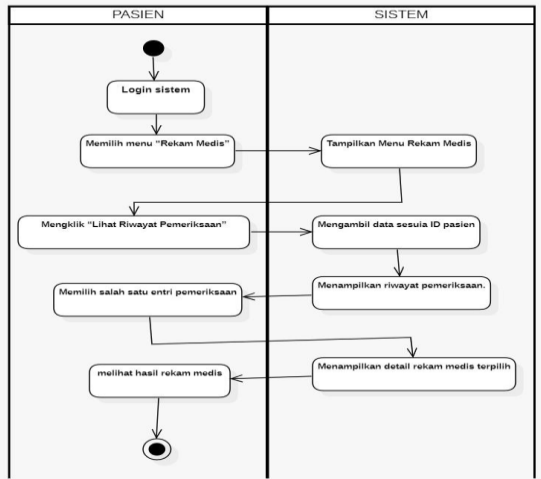 PASIEN
SISTEM
Login sistem
Memilih menu "Rekam Medis"
Tampilkan Menu Rekam Medis
Mengklik "Lihat Riwayat Pemeriksaan"
Mengambil data sesuia ID pasien
Menampilkan riwayat pemeriksaan.
Memilih salah satu entri pemeriksaan
Menampilkan detail rekam medis terpilih
melihat hasil rekam medis